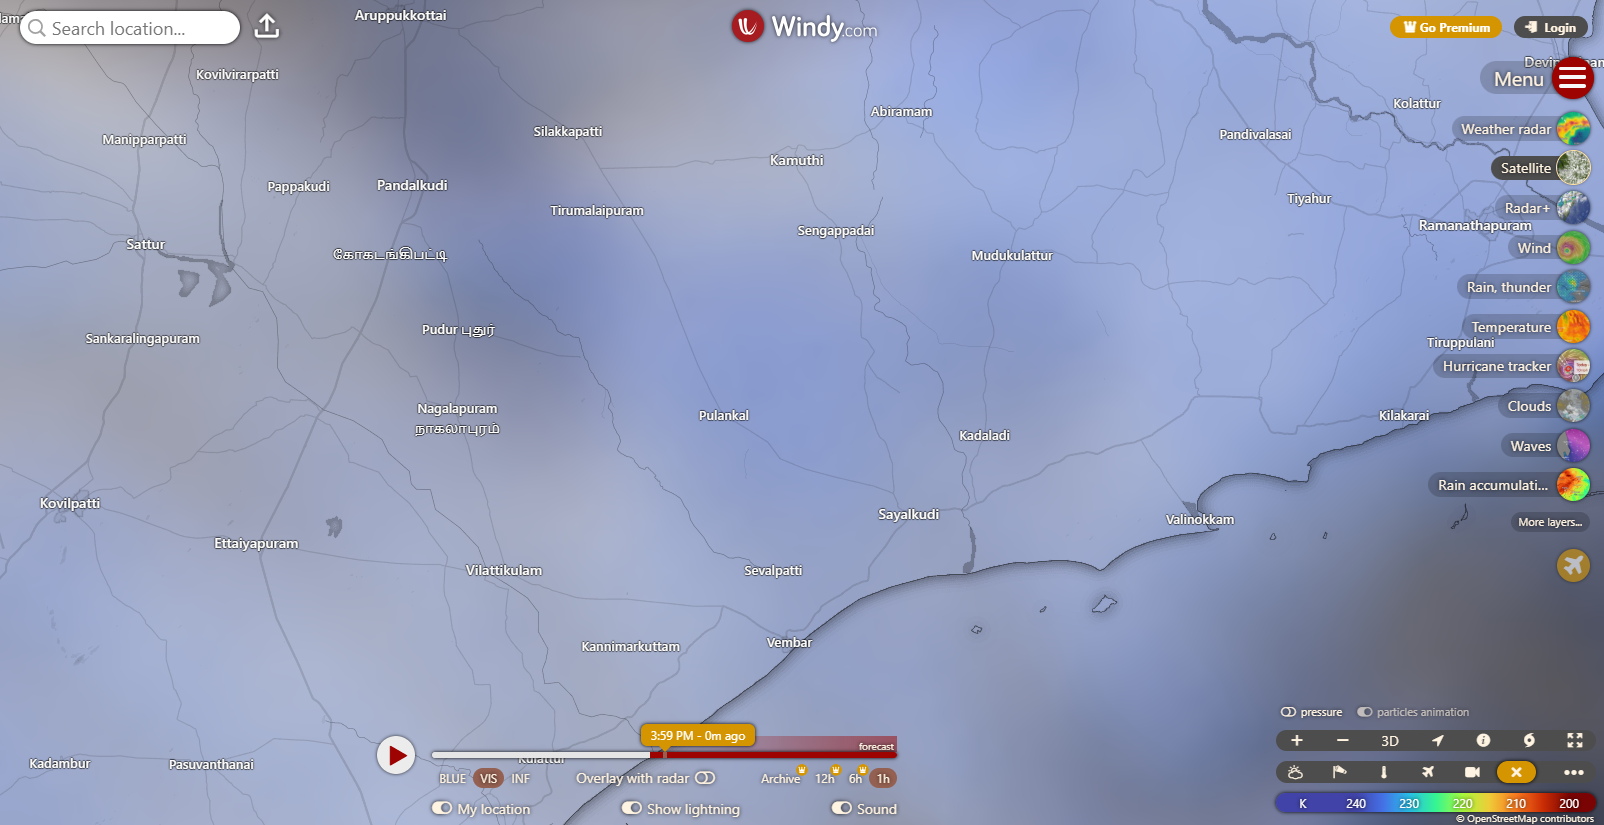 Aruppukkottai
Search location...
Windy.com
Go Premium
Login
Kovilvirarpatti
Menu
Abiramam
Kolattur
Manipparpatti
Silakkapatti
Pandivalasai
Weather radar
Kamuthi
Satellite
Pappakudi
Pandalkudi
Tirumalaipuram
Tiyahur
Radar+
Sengappadai
Ramanathapuram
Sattur
கோகடங்கிபட்டி
Mudukulattur
Wind
Rain, thunder
Pudur புதுர்
Temperature
Sankaralingapuram
Tiruppulani
Hurricane tracker
Nagalapuram
நாகலாபுரம்
Pulankal
Kilakarai
Clouds
Kadaladi
Waves
Rain accumulati...
Kovilpatti
Sayalkudi
Valinokkam
More layers...
Ettaiyapuram
Vilattikulam
Sevalpatti
Kannimarkuttam
Vembar
pressure
particles animation
3:59 PM - 0m ago
forecast
3D
Kadambur
Pasuvanthanai
Kulattur
BLUE VIS INF
Overlay with radar
Archive 12h 6h 1h
My location
Show lightning
Sound
K 240 230 220 210 200
© OpenStreetMap contributors